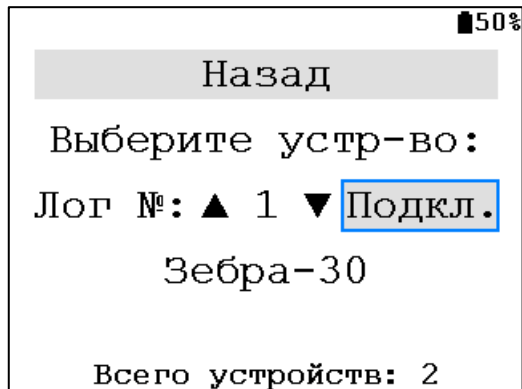 50%
Назад
Выберите устр-во:
Лог №: ▲ 1 ▼ Подкл.
Зебра-30
Всего устройств: 2